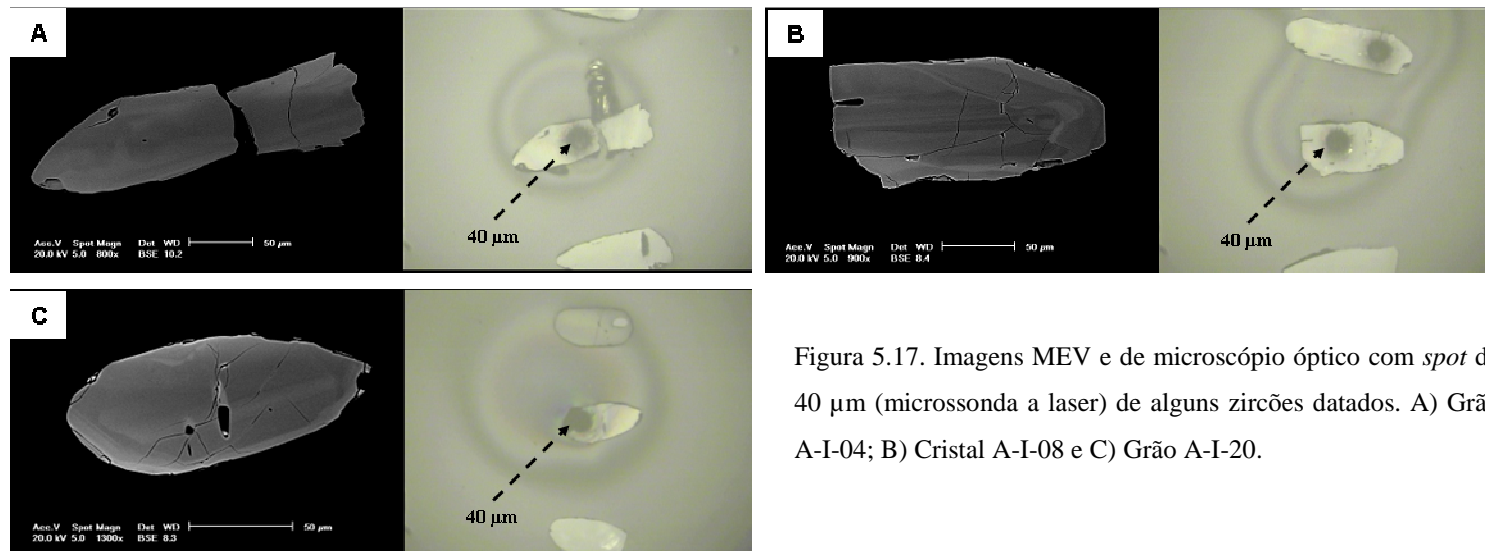 A
B
Acc.V Spot Magn Det WD 50 µm
20.0 kV 5.0 800x BSE 10.2
40 µm
Acc.V Spot Magn Det WD 50 µm
20.0 kV 5.0 900x BSE 8.4
40 µm
C
Acc.V Spot Magn Det WD 50 µm
20.0 kV 5.0 1300x BSE 8.3
40 µm
Figura 5.17. Imagens MEV e de microscópio óptico com spot d
40 µm (microssonda a laser) de alguns zircões datados. A) Grã
A-I-04; B) Cristal A-I-08 e C) Grão A-I-20.